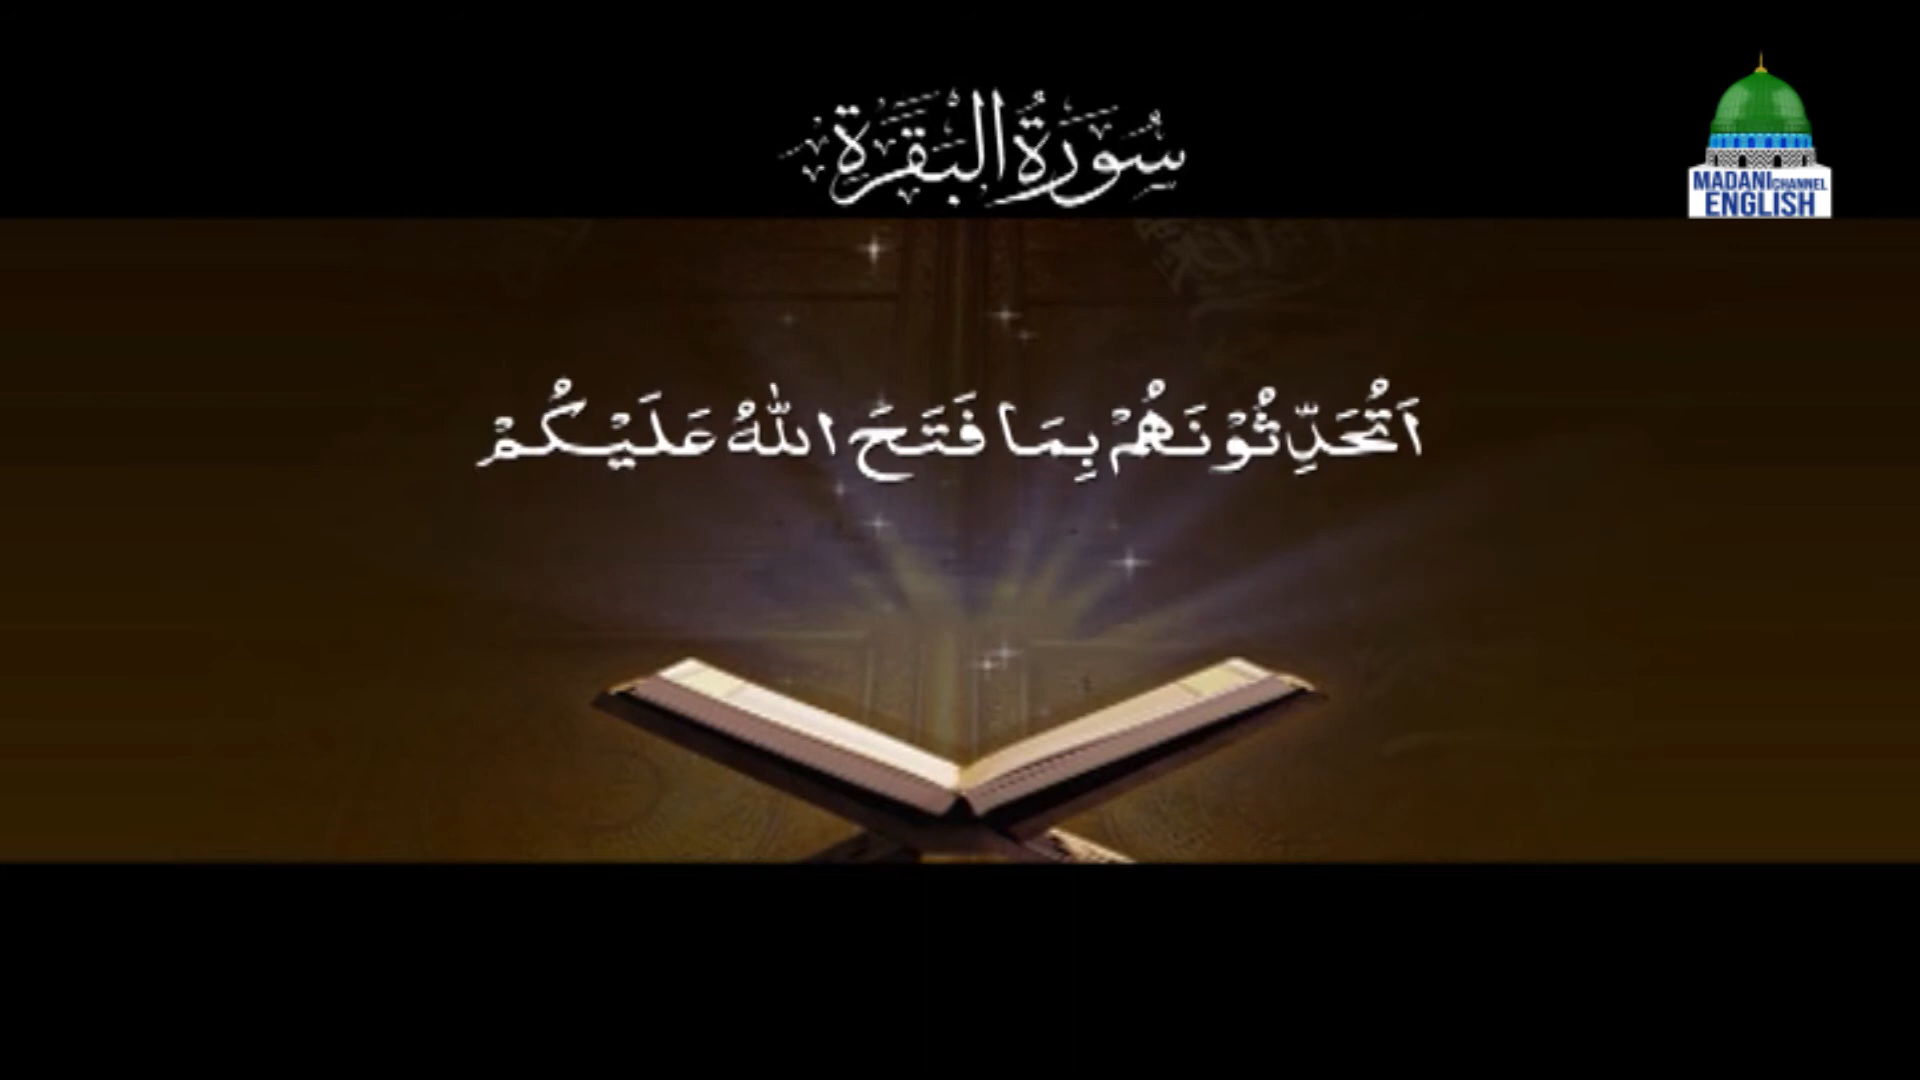 سُوْرَةُ الْبَقَرَة
MADANI CHANNEL
ENGLISH
اَتُحَدِّثُوْنَهُمْ بِمَا فَتَحَ اللّٰهُ عَلَيْكُمْ